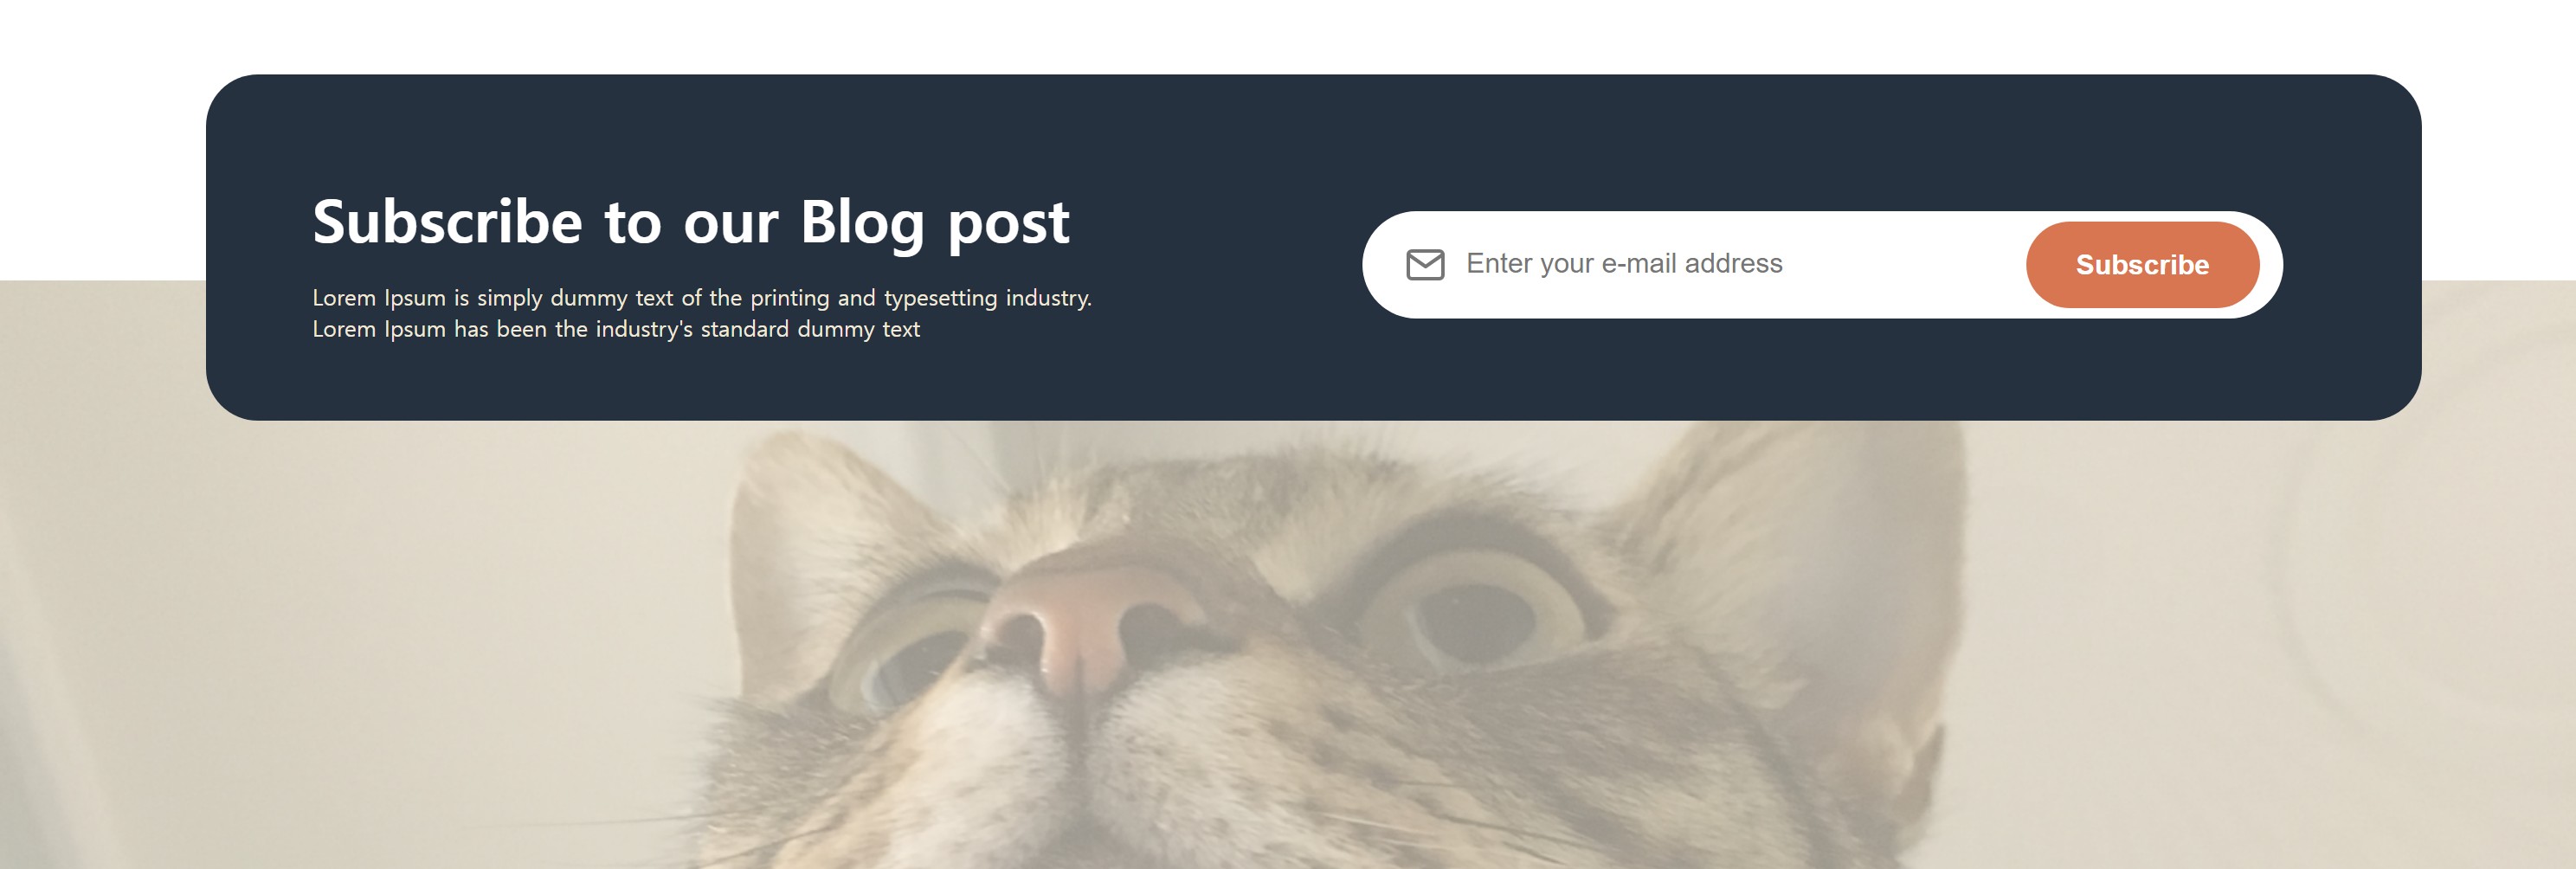 Subscribe to our Blog post
Lorem Ipsum is simply dummy text of the printing and typesetting industry.
Lorem Ipsum has been the industry's standard dummy text
Enter your e-mail address
Subscribe